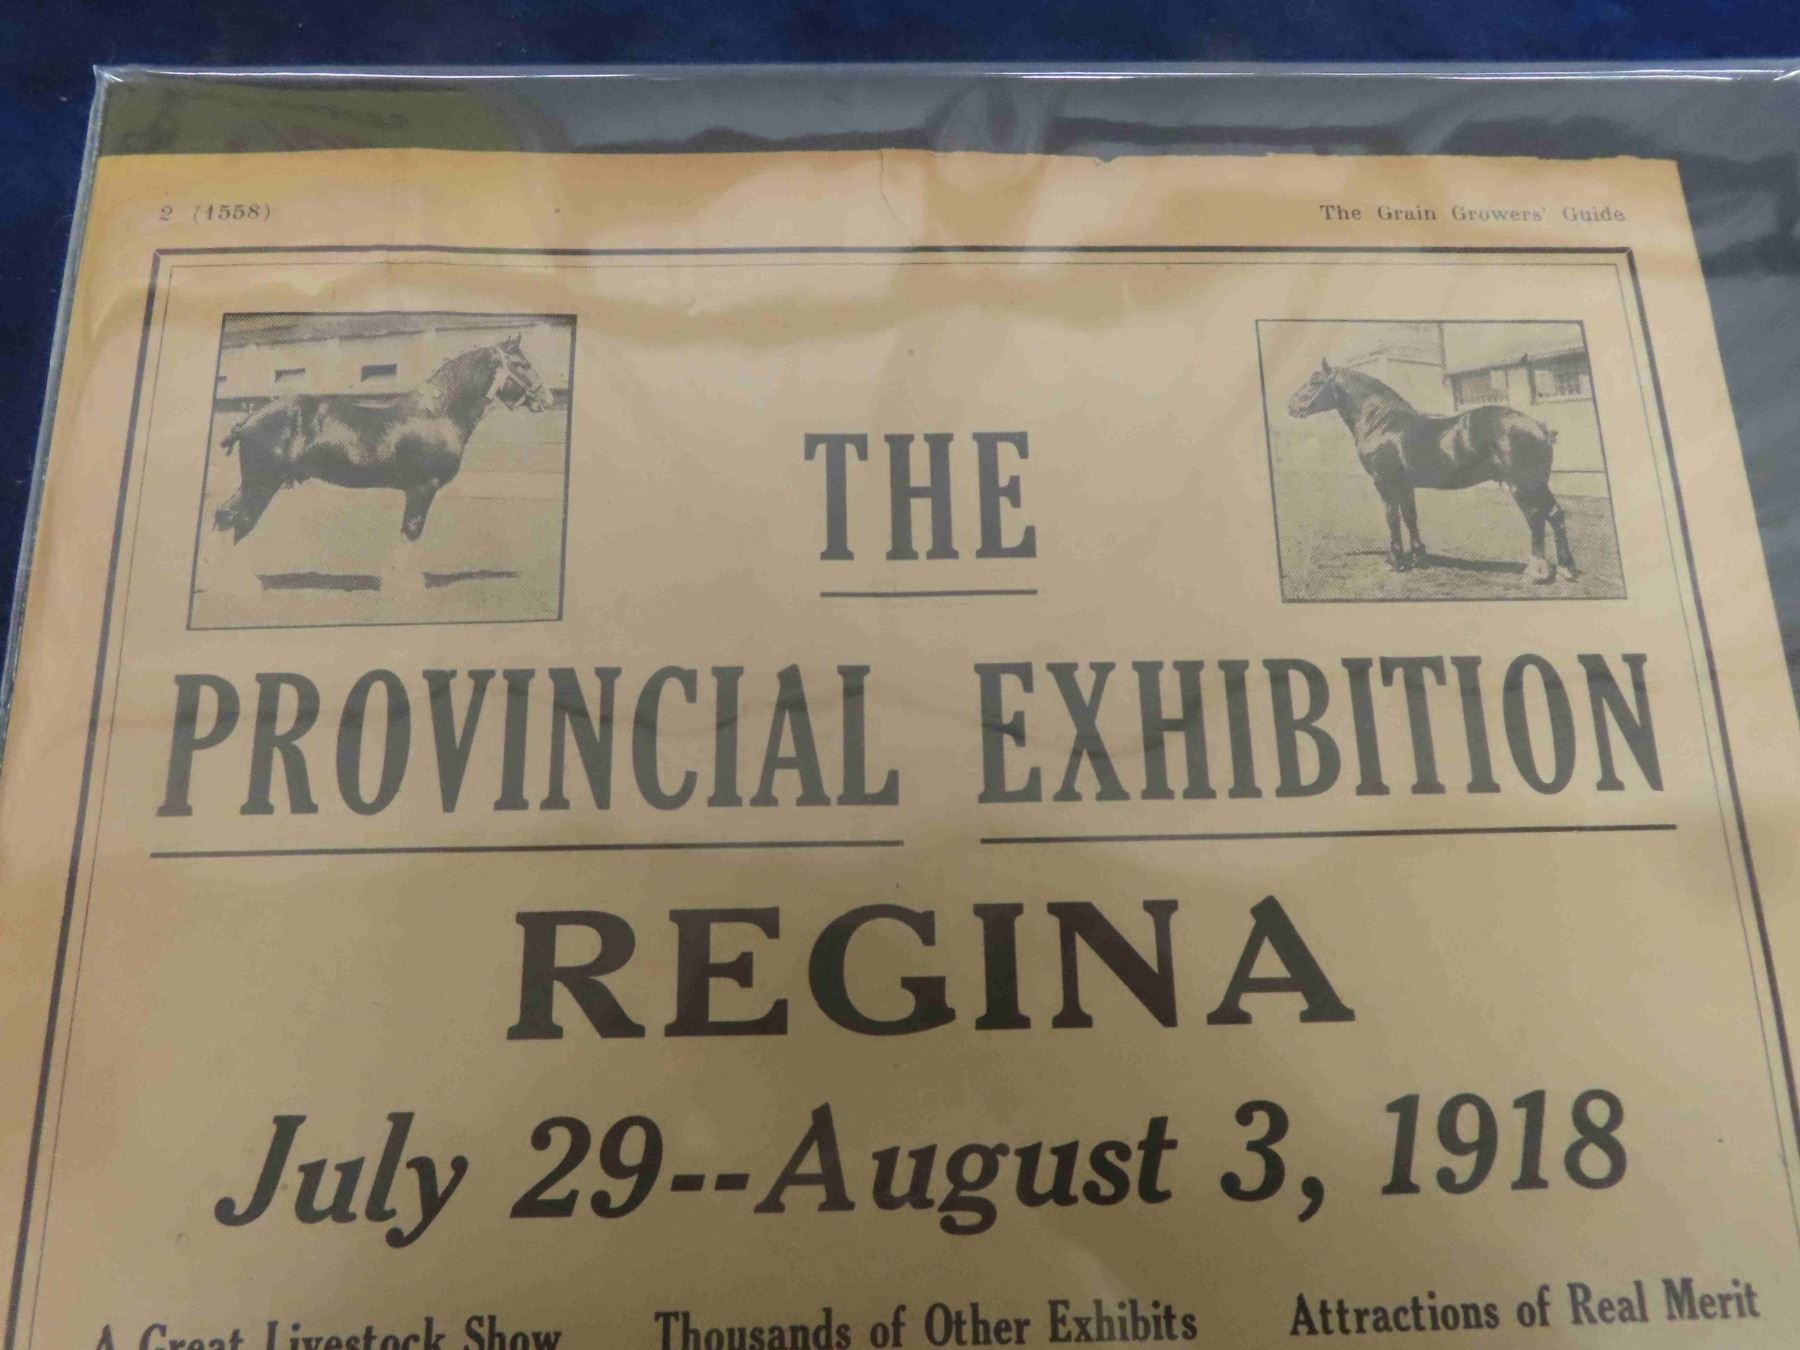 2 (1558)
The Grain Growers' Guide
THE
PROVINCIAL EXHIBITION
REGINA
July 29--August 3, 1918
A Great Livestock Show
Thousands of Other Exhibits
Attractions of Real Merit